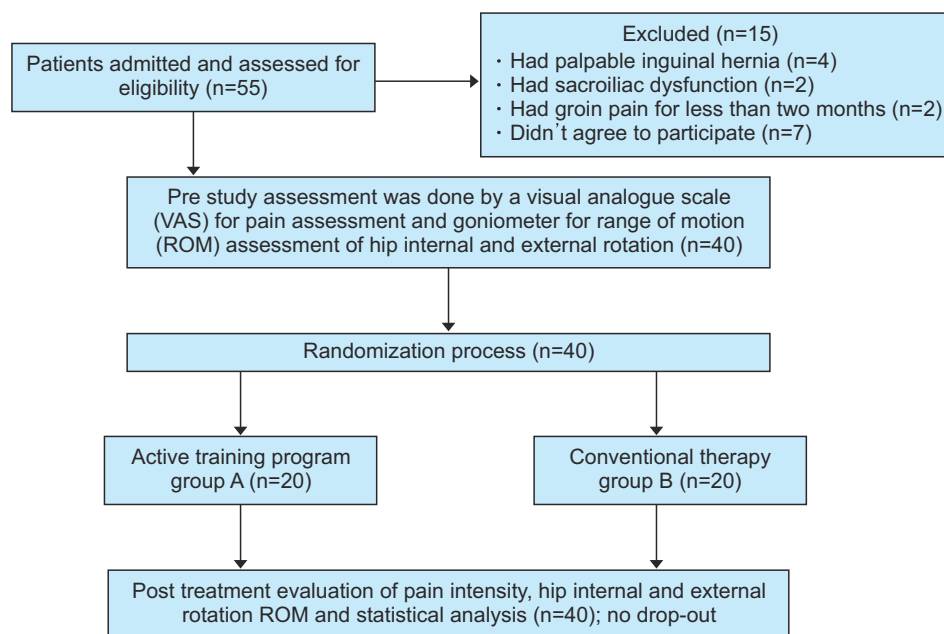 Patients admitted and assessed for
eligibility (n=55)
Excluded (n=15)
· Had palpable inguinal hernia (n=4)
· Had sacroiliac dysfunction (n=2)
· Had groin pain for less than two months (n=2)
· Didn't agree to participate (n=7)
Pre study assessment was done by a visual analogue scale
(VAS) for pain assessment and goniometer for range of motion
(ROM) assessment of hip internal and external rotation (n=40)
Randomization process (n=40)
Active training program
group A (n=20)
Conventional therapy
group B (n=20)
Post treatment evaluation of pain intensity, hip internal and external
rotation ROM and statistical analysis (n=40); no drop-out